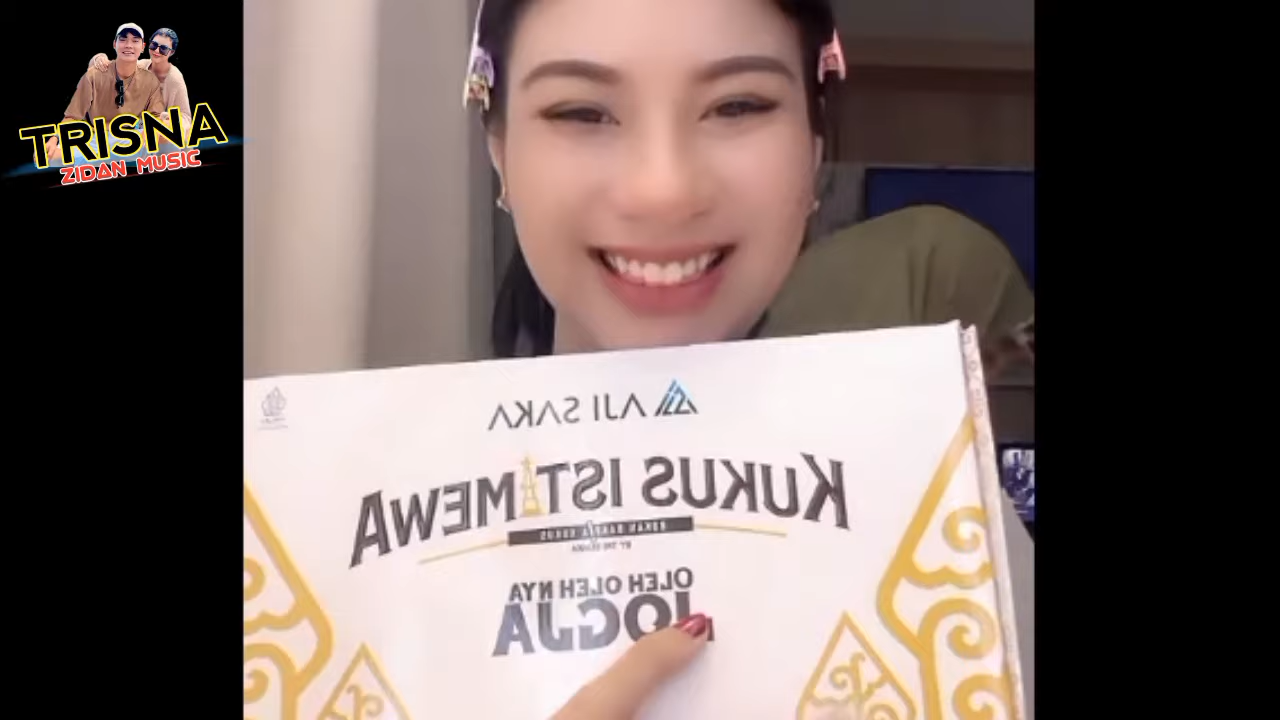 TRISNA
ZIDAN MUSIC
AJI SAKA
KUKUS ISTIMEWA
OLEH OLEH NYA
JOGJA